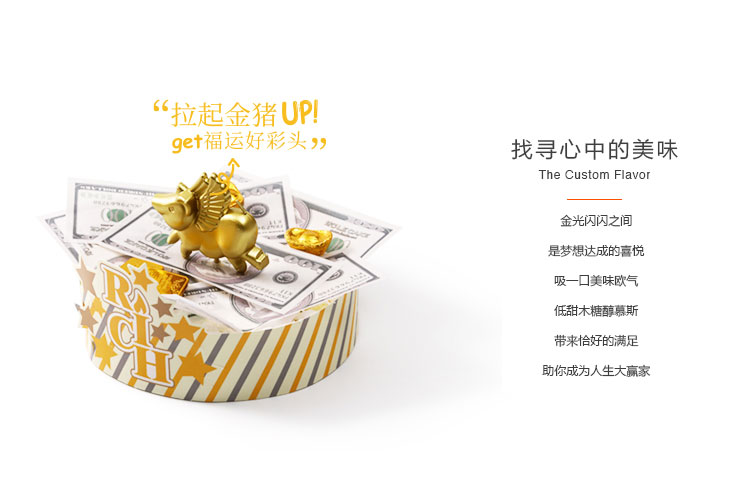 “拉起金猪UP!
get福运好彩头”
RICH
找寻心中的美味
The Custom Flavor
金光闪闪之间
是梦想达成的喜悦
吸一口美味欧气
低甜木糖醇慕斯
带来恰好的满足
助你成为人生大赢家